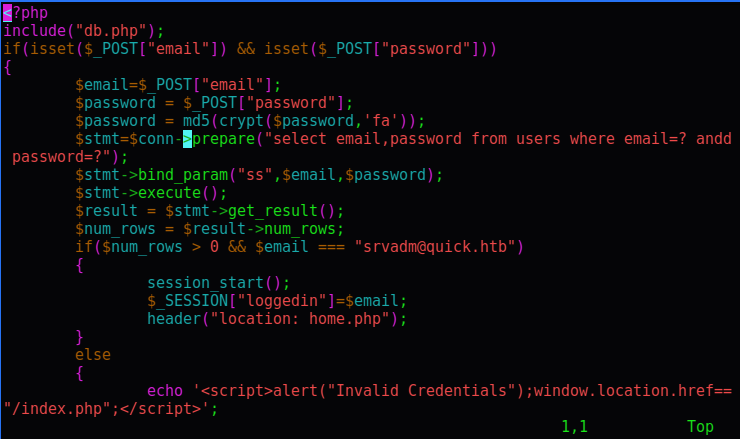 <?php
include("db.php");
if(isset($_POST["email"]) && isset($_POST["password"]))
{
$email=$_POST["email"];
$password = $_POST["password"];
$password = md5(crypt($password,'fa'));
$stmt=$conn->prepare("select email,password from users where email=? andd
password=?");
$stmt->bind_param("ss",$email,$password);
$stmt->execute();
$result = $stmt->get_result();
$num_rows = $result->num_rows;
if($num_rows > 0 && $email === "srvadm@quick.htb")
{
session_start();
$_SESSION["loggedin"]=$email;
header("location: home.php");
}
else
{
echo '<script>alert("Invalid Credentials");window.location.href==
"/index.php";</script>';
1,1 Top